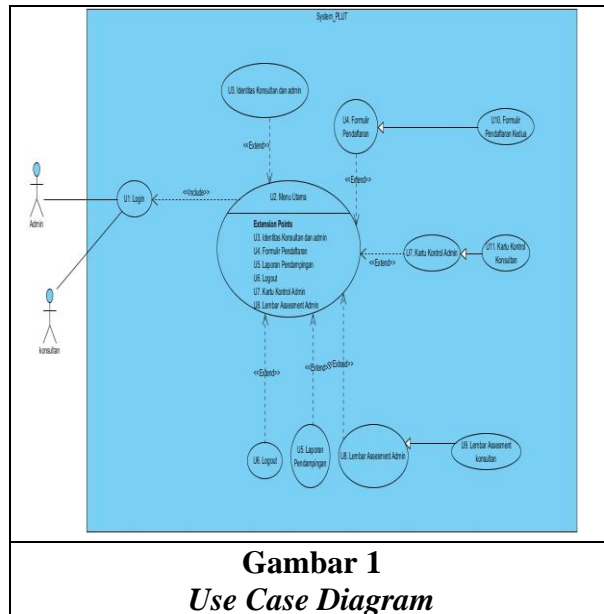 System_PLUT
U3. Identitas Konsultan dan admin
U4. Formulir
Pendaftaran
U10. Formulir
Pendaftaran Kedua
<<Extend>>
<<Extend>>
<<Include>>
U1. Login
Admin
U2. Menu Utama
Extension Points
U3. Identitas Konsultan dan admin
U4. Formulir Pendaftaran
U5. Laporan Pendampingan
U6. Logout
U7. Kartu Kontrol Admin
U8. Lembar Assesment Admin
<<Extend>>
U7. Kartu Kontrol Admin
U11. Kartu Kontrol
Konsultan
konsultan
<<Extend>>
<<Extend>>
<<Extend>>
U6. Logout
U5. Laporan
Pendampingan
U8. Lembar Assesment Admin
U9. Lembar Assesment
konsultan
Gambar 1
Use Case Diagram